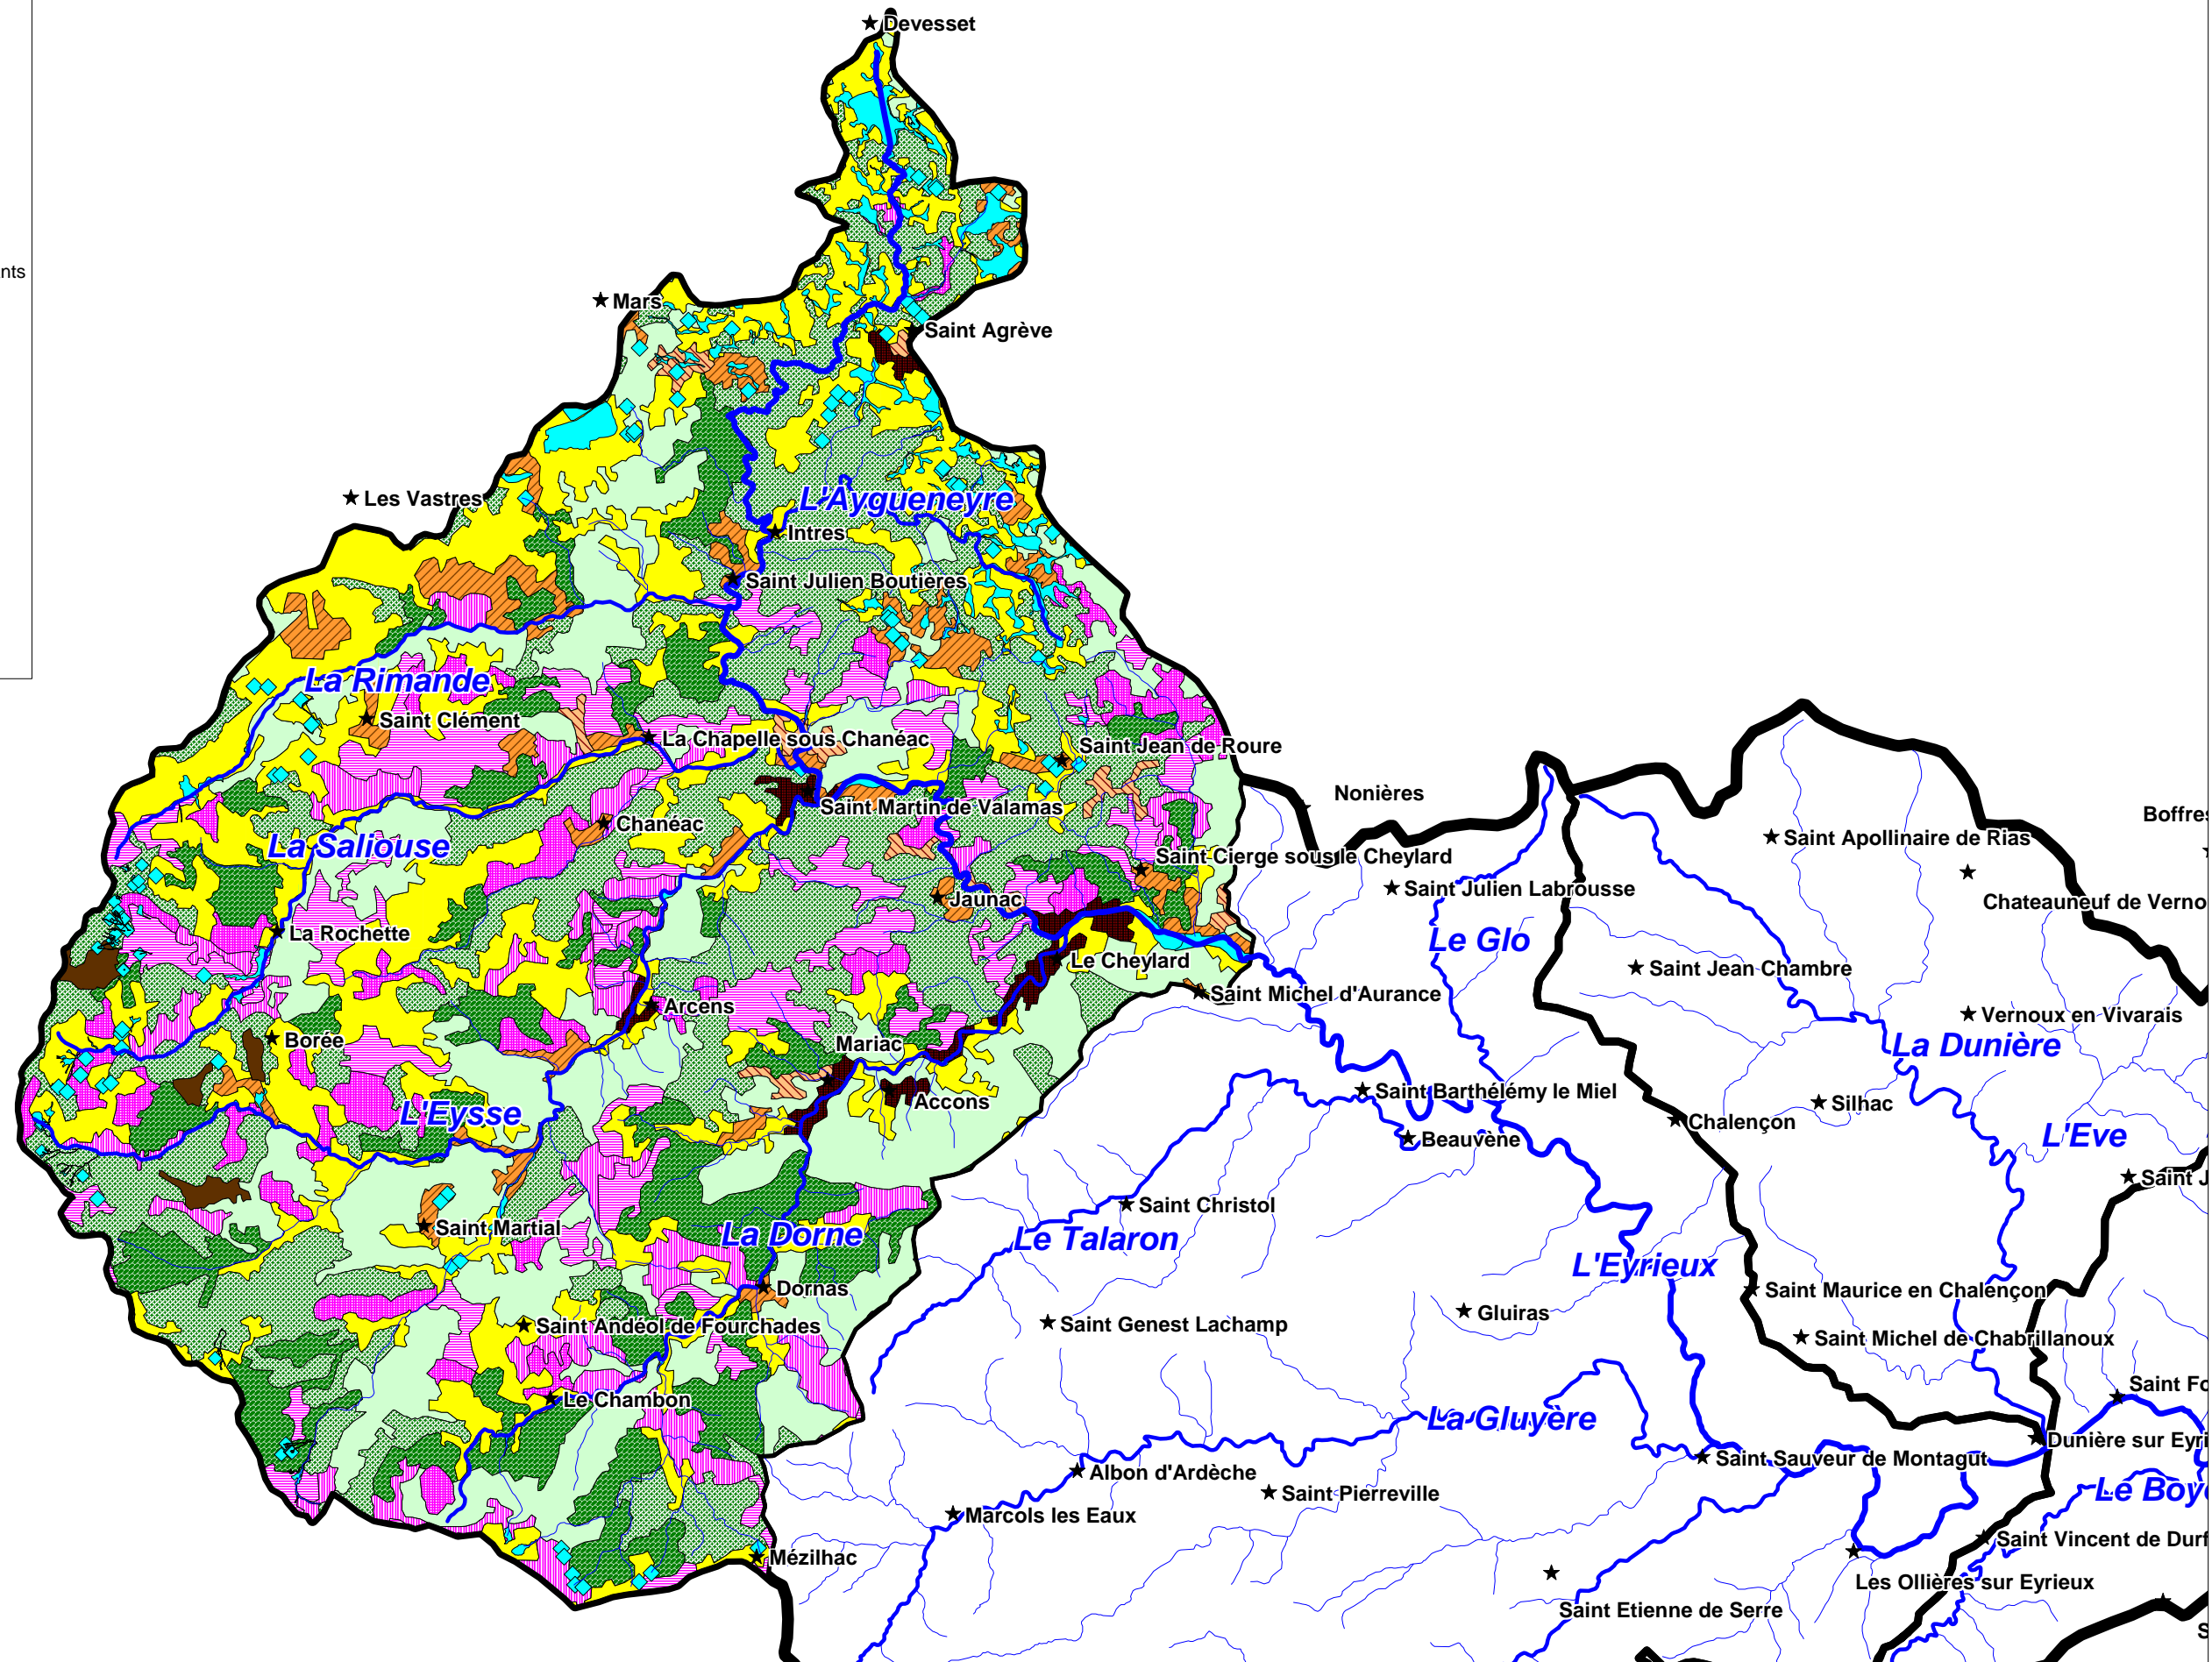 Devesset
nts
Mars
Saint Agrève
Les Vastres
L'Aygueneyre
Intres
Saint Julien Boutières
La Rimande
Saint Clément
La Chapelle sous Chanéac
Saint Jean de Roure
Nonières
Saint Martin de Valamas
Boffres
Chanéac
Saint Apollinaire de Rias
La Saliouse
Saint Cierge sous le Cheylard
Saint Julien Labrousse
Jaunac
Chateauneuf de Verno
La Rochette
Le Glo
Le Cheylard
Saint Jean Chambre
Saint Michel d'Aurance
Arcens
Vernoux en Vivarais
Borée
Mariac
La Dunière
Saint Barthélémy le Miel
Accons
Silhac
L'Eysse
Chalençon
Beauvène
L'Eve
Saint J
Saint Christol
Saint Martial
La Dorne
Le Talaron
L'Eyrieux
Dornas
Saint Maurice en Chalençon
Gluiras
Saint Genest Lachamp
Saint Andéol de Fourchades
Saint Michel de Chabrillanoux
Saint Fo
Le Chambon
La Gluyère
Dunière sur Eyri
Saint Sauveur de Montagut
Albon d'Ardèche
Le Boy
Saint Pierreville
Marcols les Eaux
Saint Vincent de Durf
Mézilhac
Les Ollières sur Eyrieux
Saint Etienne de Serre
S